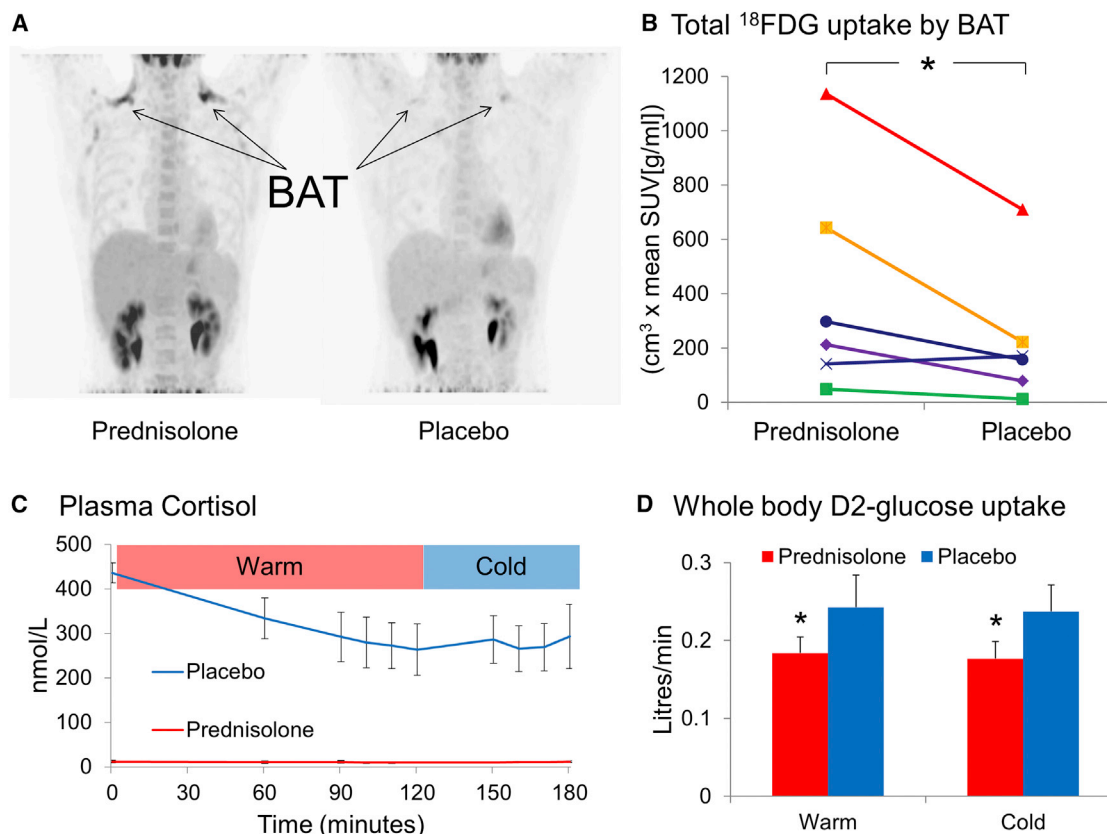 A
BAT
Prednisolone
Placebo
B Total ¹⁸FDG uptake by BAT
*
(cm³ x mean SUV[g/ml])
1200
1000
800
600
400
200
0
Prednisolone
Placebo
C Plasma Cortisol
nmol/L
500
400
300
200
100
0
Warm
Cold
Placebo
Prednisolone
0 30 60 90 120 150 180
Time (minutes)
D Whole body D2-glucose uptake
Prednisolone
Placebo
Litres/min
0.3
0.2
0.1
0
*
*
Warm
Cold